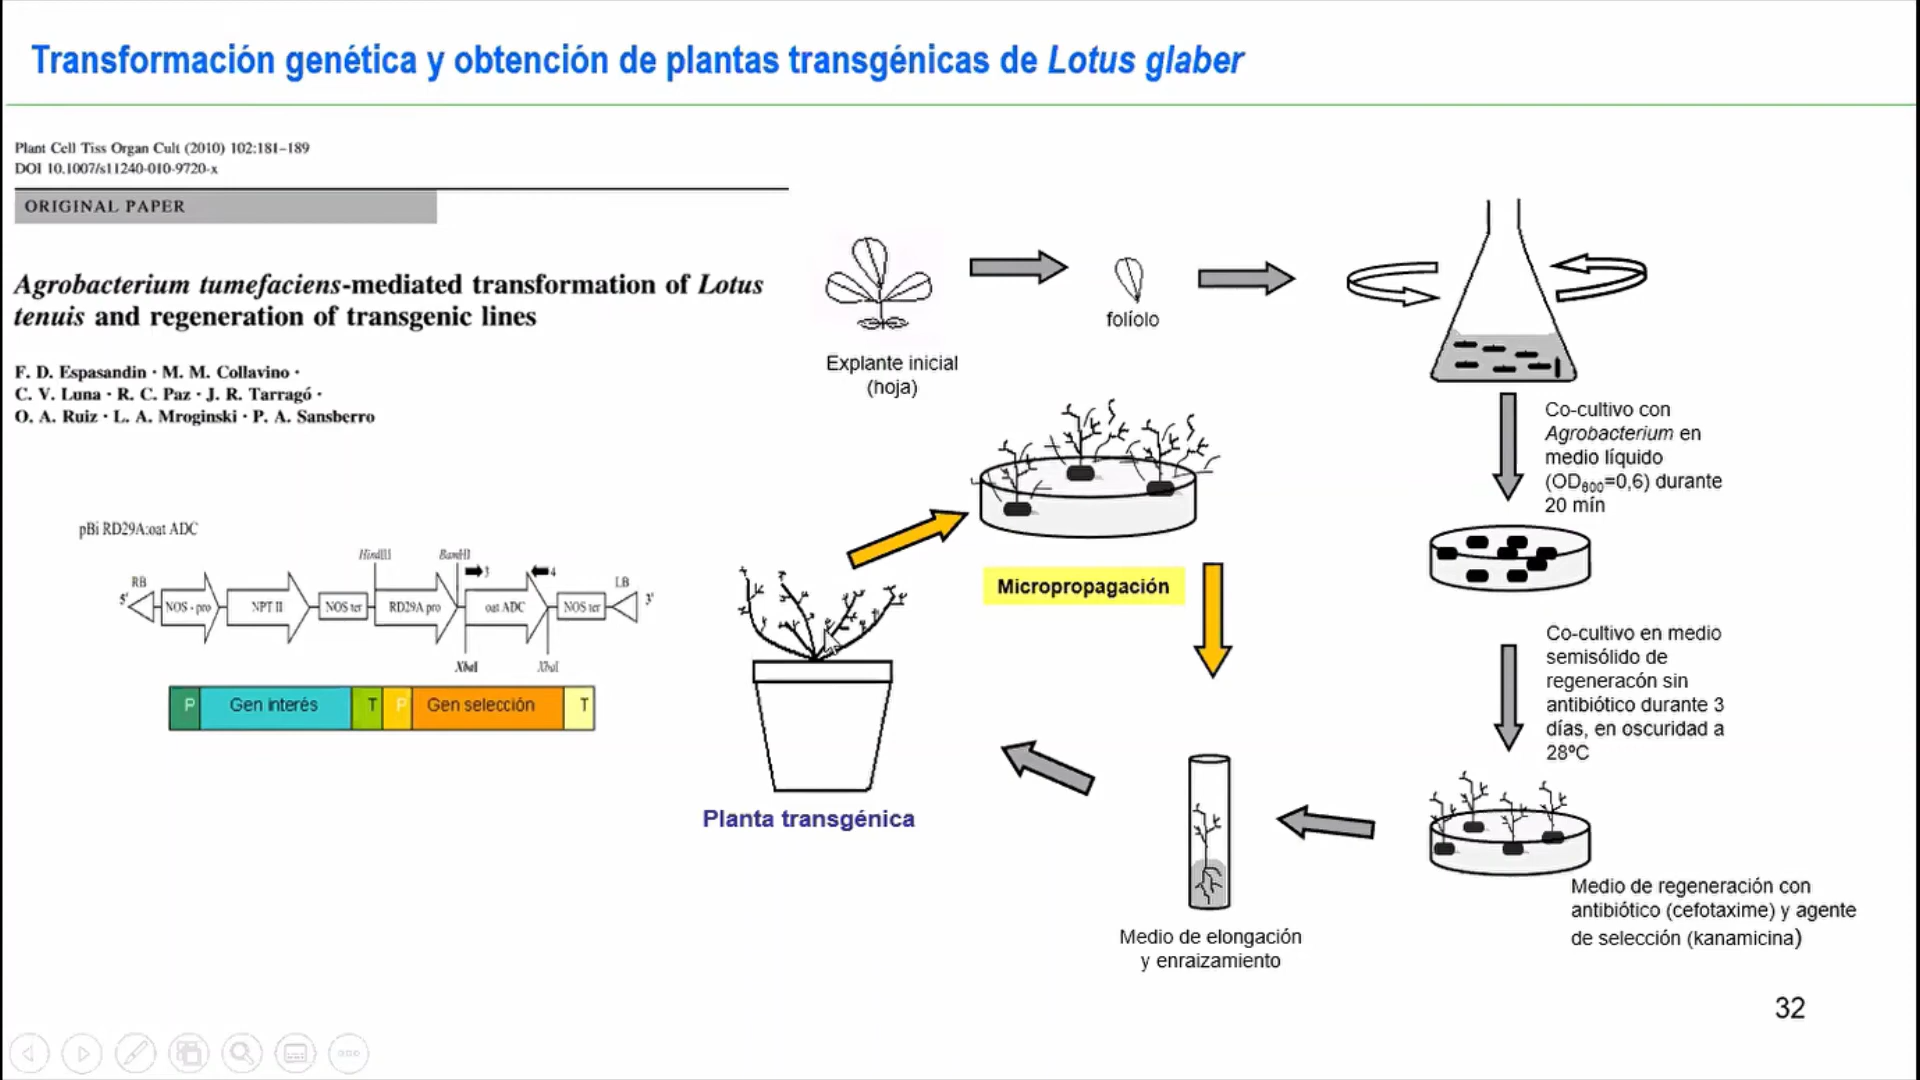 Transformación genética y obtención de plantas transgénicas de Lotus glaber
Plant Cell Tiss Organ Cult (2010) 102:181–189
DOI 10.1007/s11240-010-9720-x
ORIGINAL PAPER
Agrobacterium tumefaciens-mediated transformation of Lotus
tenuis and regeneration of transgenic lines
F. D. Espasandin · M. M. Collavino ·
C. V. Luna · R. C. Paz · J. R. Tarragó ·
O. A. Ruiz · L. A. Mroginski · P. A. Sansberro
pBi RD29A:oat ADC
HindIII BamHI
3 4
RB LB
5' NOS - pro NPT II NOS ter RD29A pro oat ADC NOS ter 3'
XbaI XbaI
P Gen interés T P Gen selección T
Explante inicial
(hoja)
folíolo
Co-cultivo con
Agrobacterium en
medio líquido
(OD600=0,6) durante
20 mín
Co-cultivo en medio
semisólido de
regeneracón sin
antibiótico durante 3
días, en oscuridad a
28ºC
Medio de regeneración con
antibiótico (cefotaxime) y agente
de selección (kanamicina)
Medio de elongación
y enraizamiento
Planta transgénica
Micropropagación
32